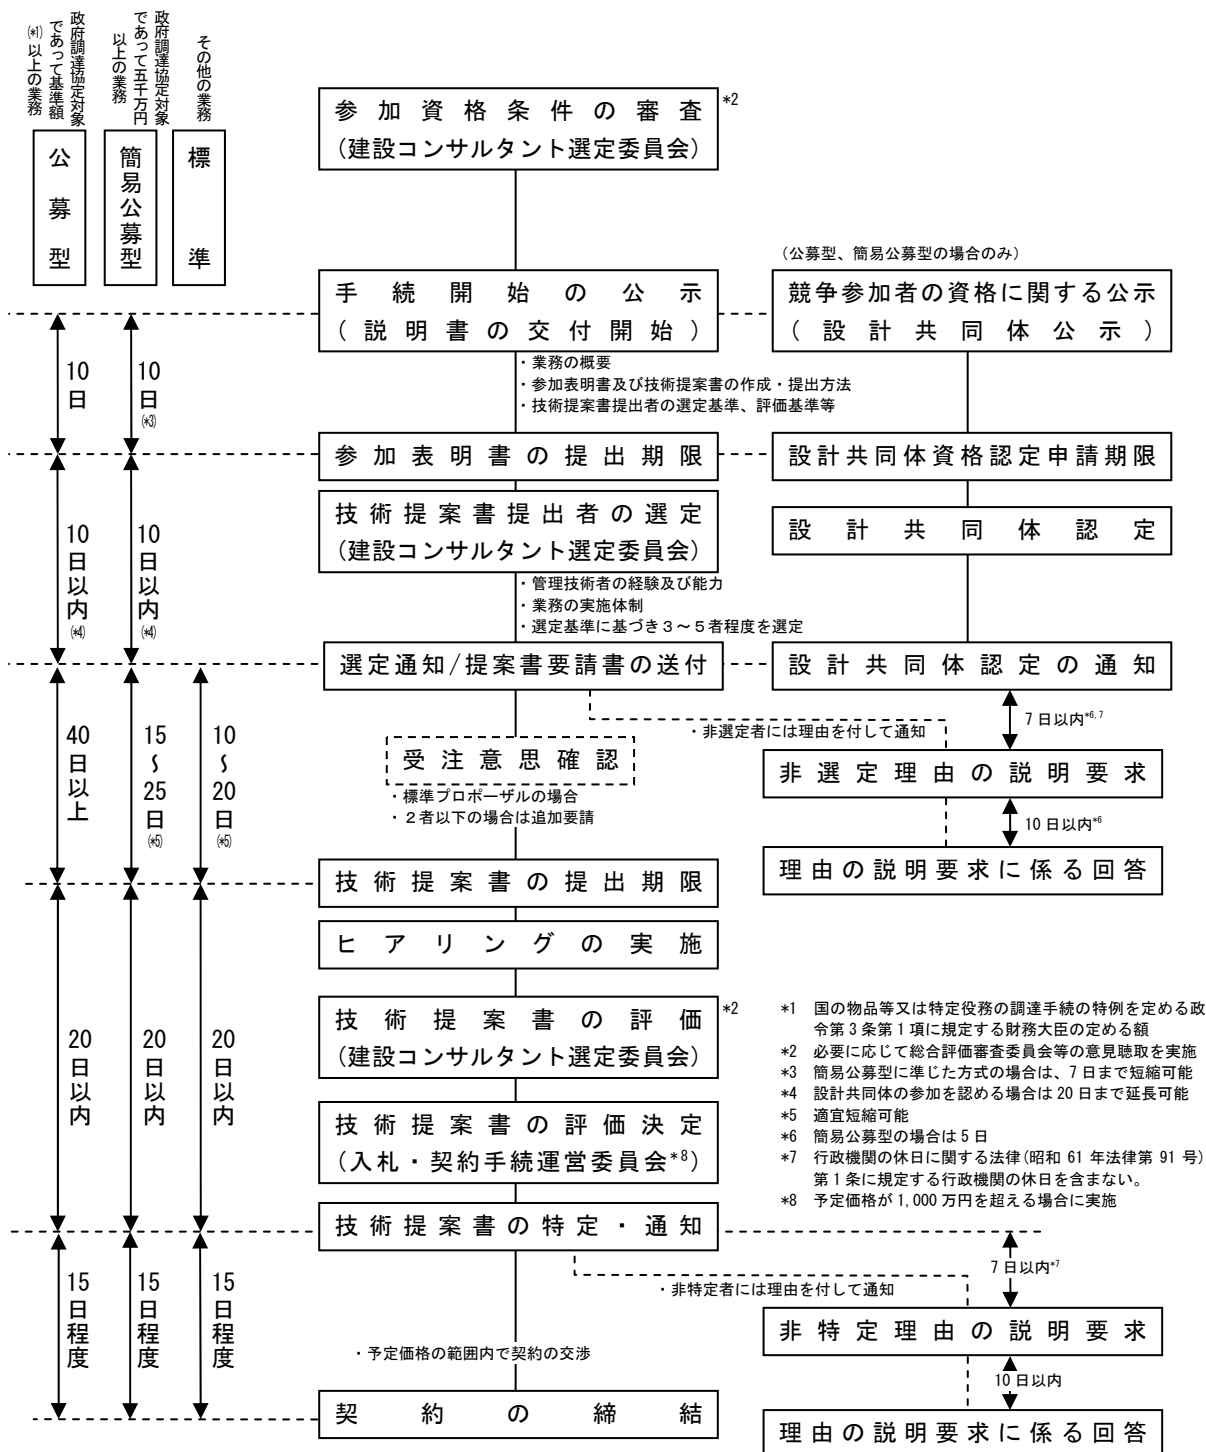 政府調達協定対象
であって基準額
(*1)以上の業務
公募型
政府調達協定対象
であって五千万円
以上の業務
簡易公募型
その他の業務
標準
参加資格条件の審査
(建設コンサルタント選定委員会)
*2
(公募型、簡易公募型の場合のみ)
手続開始の公示
(説明書の交付開始)
競争参加者の資格に関する公示
(設計共同体公示)
・業務の概要
・参加表明書及び技術提案書の作成・提出方法
・技術提案書提出者の選定基準、評価基準等
10日
10日(*3)
参加表明書の提出期限
設計共同体資格認定申請期限
技術提案書提出者の選定
(建設コンサルタント選定委員会)
設計共同体認定
10日以内(*4)
10日以内(*4)
・管理技術者の経験及び能力
・業務の実施体制
・選定基準に基づき3～5者程度を選定
選定通知/提案書要請書の送付
設計共同体認定の通知
7日以内*6,7
・非選定者には理由を付して通知
40日以上
15～25日(*5)
10～20日(*5)
受注意思確認
・標準プロポーザルの場合
・2者以下の場合は追加要請
非選定理由の説明要求
10日以内*6
理由の説明要求に係る回答
技術提案書の提出期限
ヒアリングの実施
技術提案書の評価
(建設コンサルタント選定委員会)
*2
20日以内
20日以内
20日以内
技術提案書の評価決定
(入札・契約手続運営委員会*8)
*1 国の物品等又は特定役務の調達手続の特例を定める政
令第3条第1項に規定する財務大臣の定める額
*2 必要に応じて総合評価審査委員会等の意見聴取を実施
*3 簡易公募型に準じた方式の場合は、7日まで短縮可能
*4 設計共同体の参加を認める場合は20日まで延長可能
*5 適宜短縮可能
*6 簡易公募型の場合は5日
*7 行政機関の休日に関する法律(昭和61年法律第91号)
第1条に規定する行政機関の休日を含まない。
*8 予定価格が1,000万円を超える場合に実施
技術提案書の特定・通知
7日以内*7
・非特定者には理由を付して通知
15日程度
15日程度
15日程度
非特定理由の説明要求
・予定価格の範囲内で契約の交渉
10日以内
契約の締結
理由の説明要求に係る回答